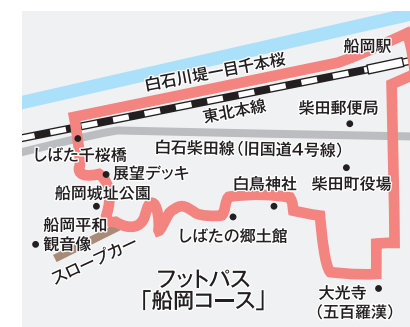 船岡駅
白石川堤一目千本桜
東北本線
柴田郵便局
しばた千桜橋
白石柴田線（旧国道4号線）
展望デッキ
船岡城址公園
白鳥神社
柴田町役場
船岡平和
観音像
しばたの郷土館
スロープカー
フットパス
「船岡コース」
大光寺
（五百羅漢）